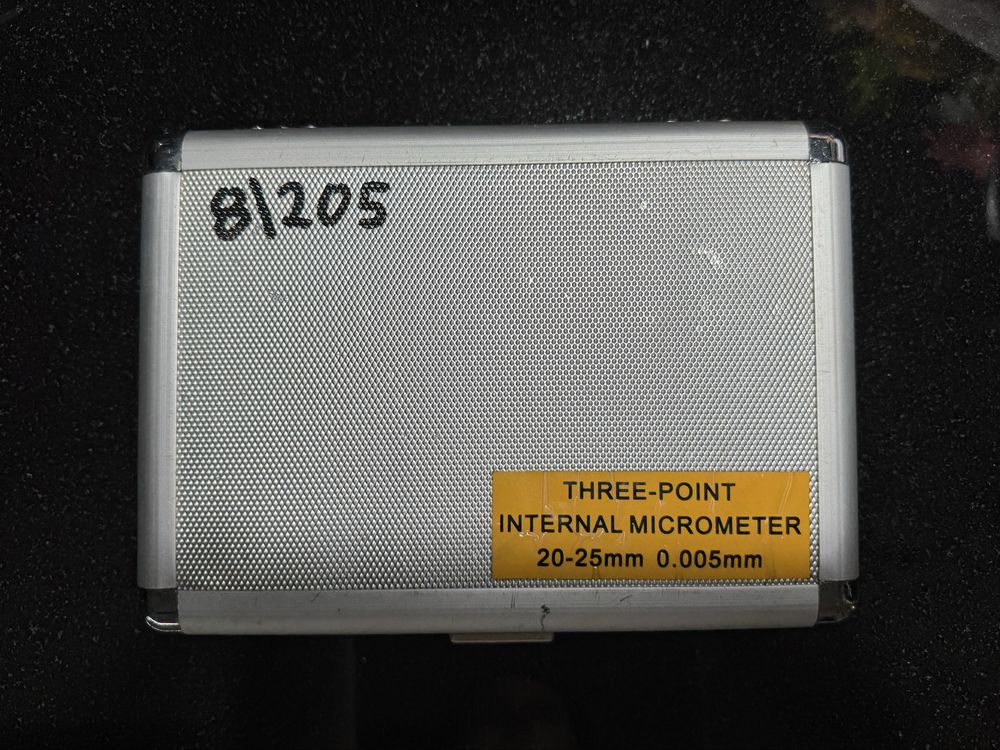 8\205
THREE-POINT
INTERNAL MICROMETER
20-25mm 0.005mm